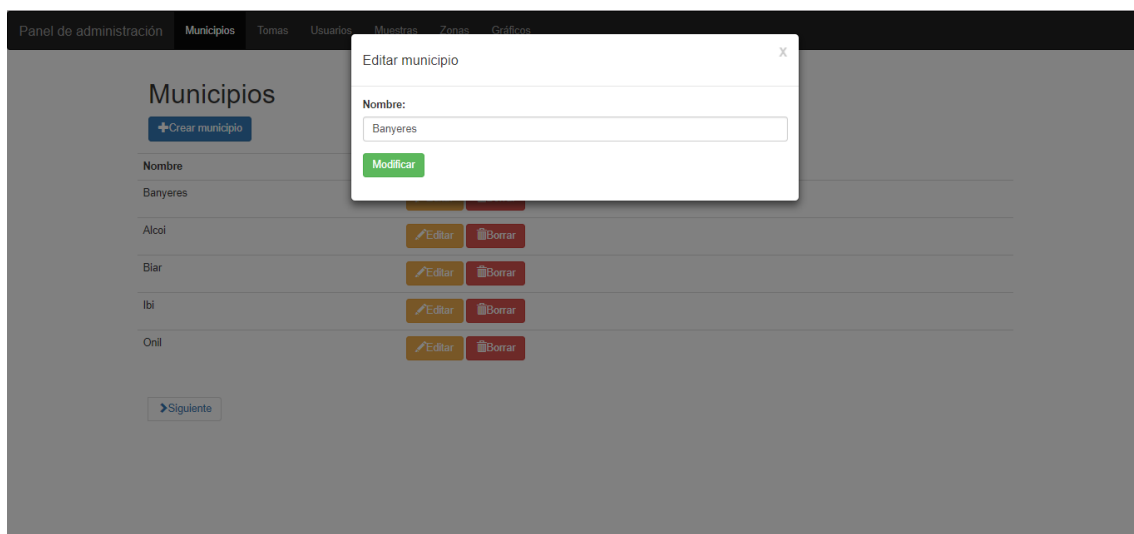 Panel de administración Municipios Tomas Usuarios Muestras Zonas Gráficos
Editar municipio X
Nombre:
Banyeres
Modificar
Municipios
Crear municipio
Nombre
Banyeres
Alcoi Editar Borrar
Biar Editar Borrar
Ibi Editar Borrar
Onil Editar Borrar
Siguiente